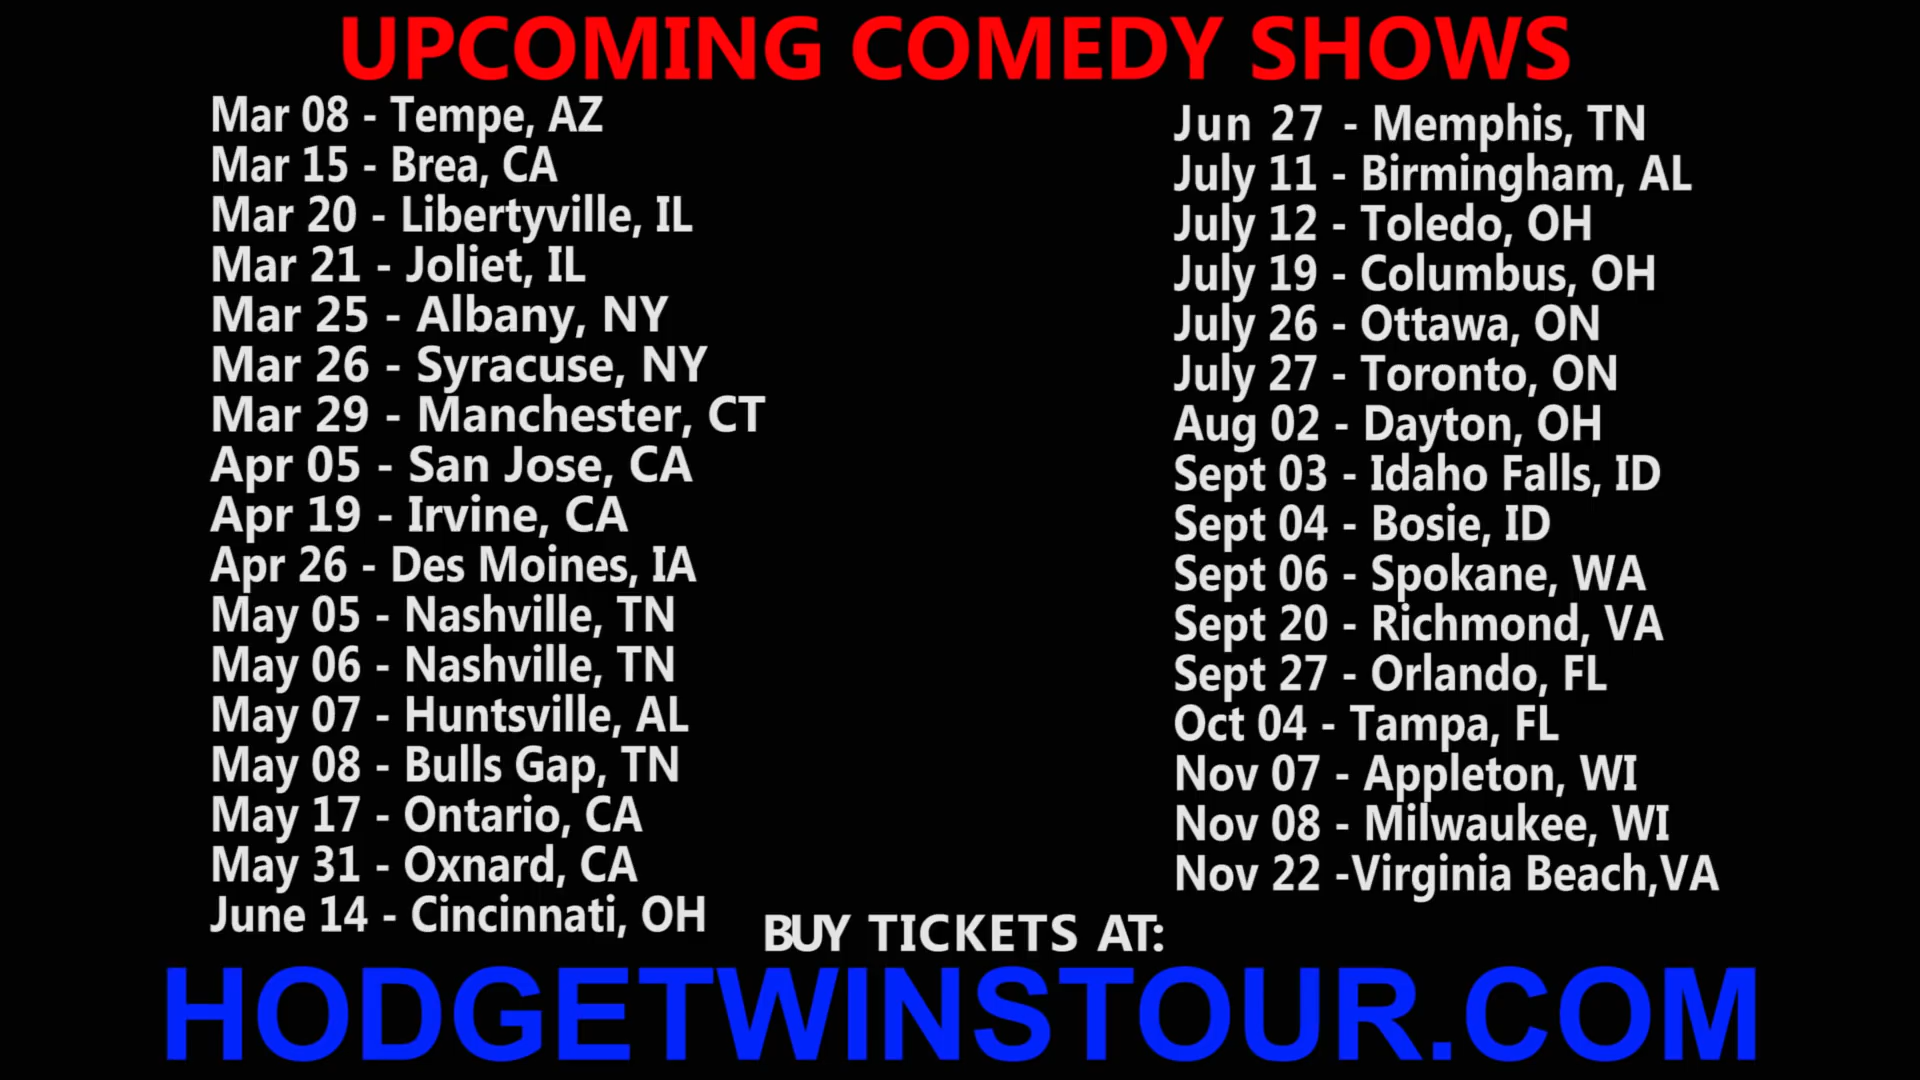 UPCOMING COMEDY SHOWS
Mar 08 - Tempe, AZ
Mar 15 - Brea, CA
Mar 20 - Libertyville, IL
Mar 21 - Joliet, IL
Mar 25 - Albany, NY
Mar 26 - Syracuse, NY
Mar 29 - Manchester, CT
Apr 05 - San Jose, CA
Apr 19 - Irvine, CA
Apr 26 - Des Moines, IA
May 05 - Nashville, TN
May 06 - Nashville, TN
May 07 - Huntsville, AL
May 08 - Bulls Gap, TN
May 17 - Ontario, CA
May 31 - Oxnard, CA
June 14 - Cincinnati, OH
Jun 27 - Memphis, TN
July 11 - Birmingham, AL
July 12 - Toledo, OH
July 19 - Columbus, OH
July 26 - Ottawa, ON
July 27 - Toronto, ON
Aug 02 - Dayton, OH
Sept 03 - Idaho Falls, ID
Sept 04 - Bosie, ID
Sept 06 - Spokane, WA
Sept 20 - Richmond, VA
Sept 27 - Orlando, FL
Oct 04 - Tampa, FL
Nov 07 - Appleton, WI
Nov 08 - Milwaukee, WI
Nov 22 -Virginia Beach,VA
BUY TICKETS AT:
HODGETWINSTOUR.COM